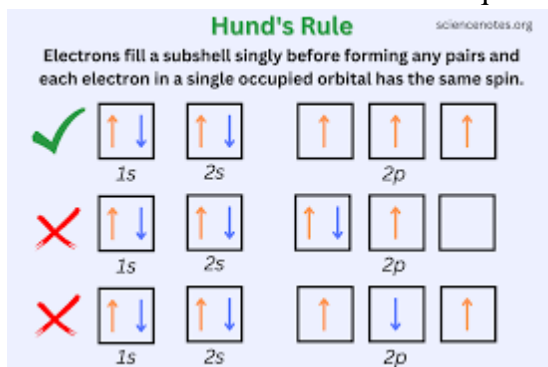 Hund's Rule
sciencenotes.org
Electrons fill a subshell singly before forming any pairs and
each electron in a single occupied orbital has the same spin.
1s 2s 2p
1s 2s 2p
1s 2s 2p